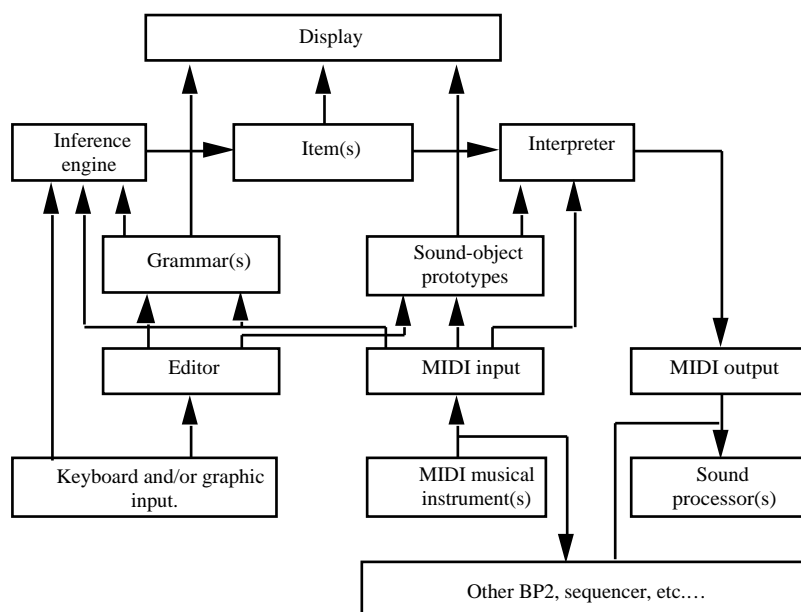 Display
Inference
engine
Item(s)
Interpreter
Grammar(s)
Sound-object
prototypes
Editor
MIDI input
MIDI output
Keyboard and/or graphic
input.
MIDI musical
instrument(s)
Sound
processor(s)
Other BP2, sequencer, etc.…